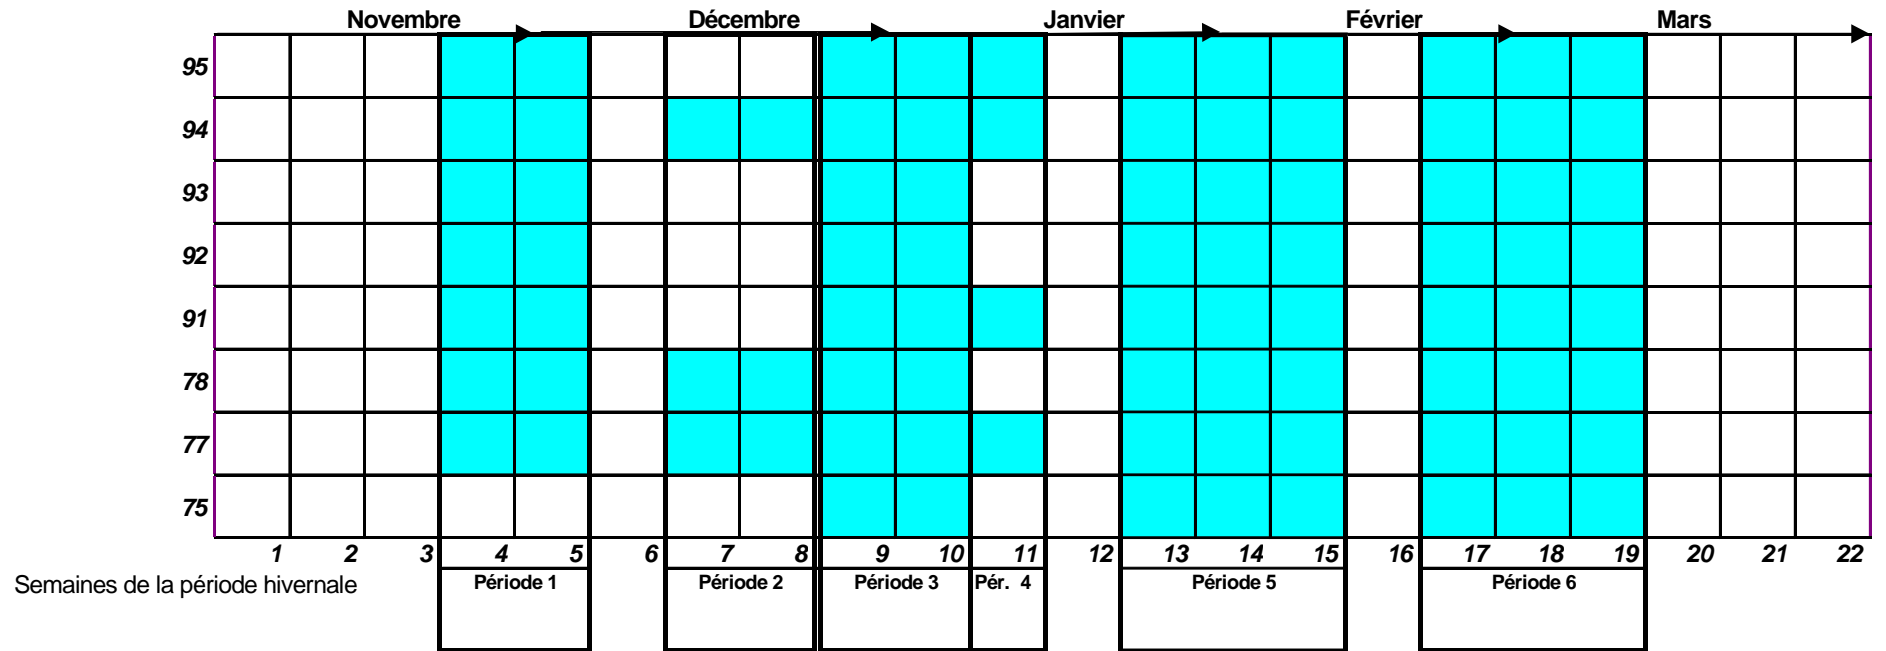 Novembre Décembre Janvier Février Mars
95
94
93
92
91
78
77
75
1 2 3 4 5 6 7 8 9 10 11 12 13 14 15 16 17 18 19 20 21 22
Semaines de la période hivernale Période 1 Période 2 Période 3 Pér. 4 Période 5 Période 6